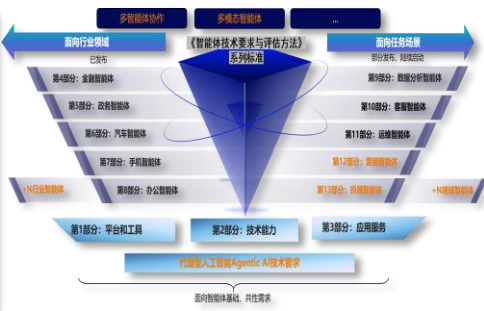 多智能体协作
多模态智能体
...
面向行业领域
《智能体技术要求与评估方法》
系列标准
面向任务场景
已发布
部分发布、陆续启动
第4部分：金融智能体
第9部分：数据分析智能体
第5部分：政务智能体
第10部分：客服智能体
第6部分：汽车智能体
第11部分：运维智能体
第7部分：手机智能体
第12部分：营销智能体
+N行业智能体
第8部分：办公智能体
第13部分：投顾智能体
+N领域智能体
第1部分：平台和工具
第2部分：技术能力
第3部分：应用服务
代理型人工智能Agentic AI技术要求
面向智能体基础、共性需求